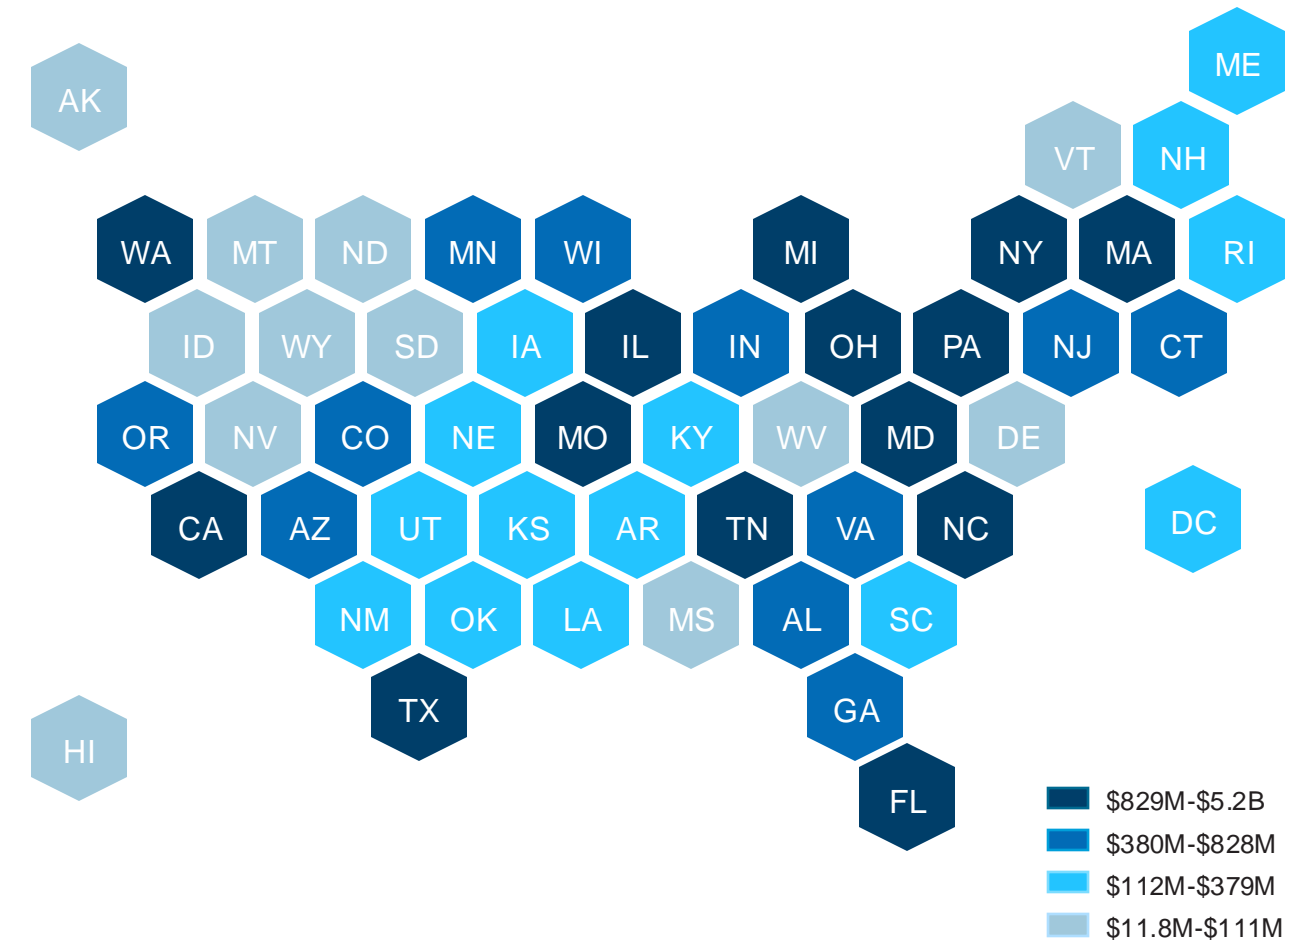 ME
AK
VT NH
WA MT ND MN WI MI NY MA RI
ID WY SD IA IL IN OH PA NJ CT
OR NV CO NE MO KY WV MD DE
CA AZ UT KS AR TN VA NC DC
NM OK LA MS AL SC
TX GA
HI
FL
$829M-$5.2B
$380M-$828M
$112M-$379M
$11.8M-$111M